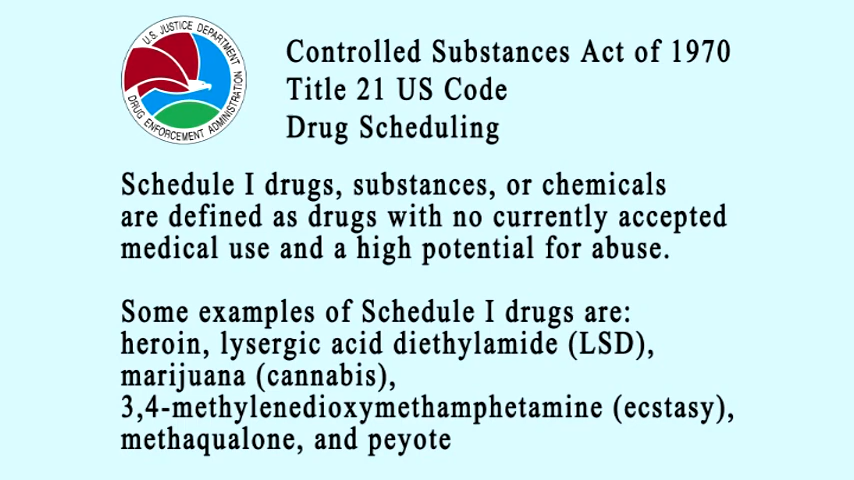 U.S. JUSTICE DEPARTMENT
DRUG ENFORCEMENT ADMINISTRATION
Controlled Substances Act of 1970
Title 21 US Code
Drug Scheduling
Schedule I drugs, substances, or chemicals
are defined as drugs with no currently accepted
medical use and a high potential for abuse.
Some examples of Schedule I drugs are:
heroin, lysergic acid diethylamide (LSD),
marijuana (cannabis),
3,4-methylenedioxymethamphetamine (ecstasy),
methaqualone, and peyote